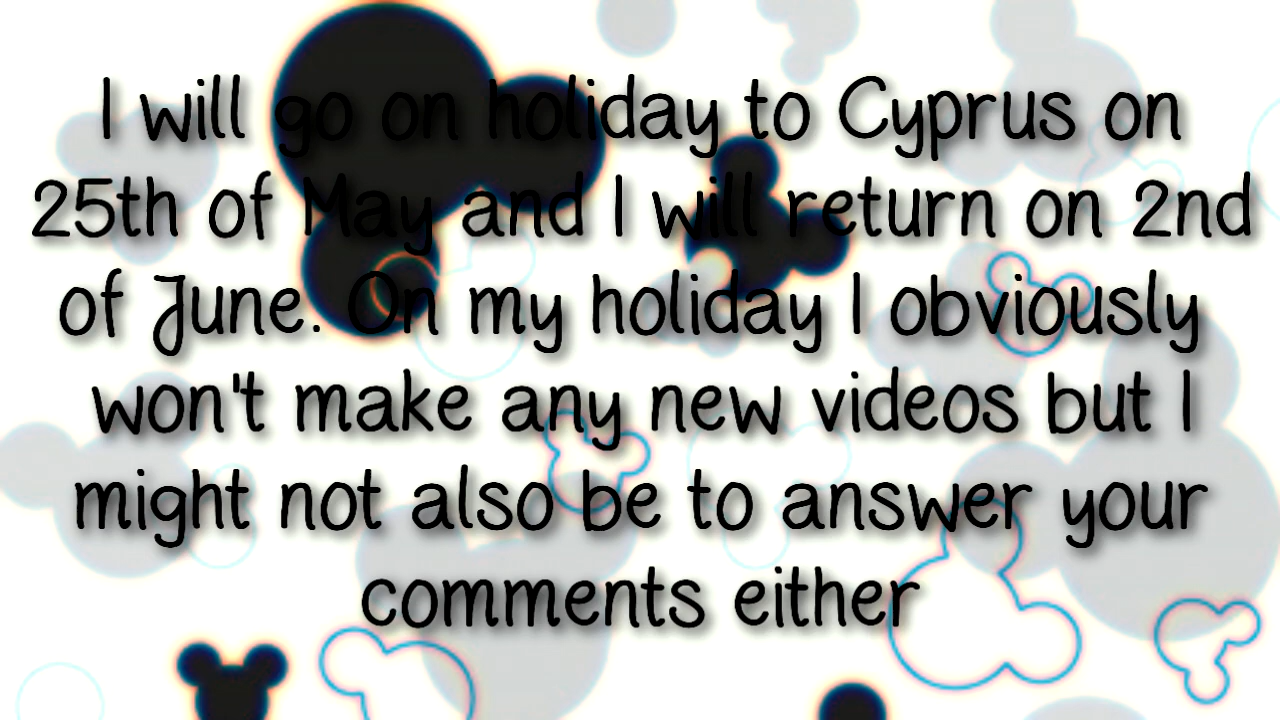 I will go on holiday to Cyprus on
25th of May and I will return on 2nd
of June. On my holiday I obviously
won't make any new videos but I
might not also be to answer your
comments either